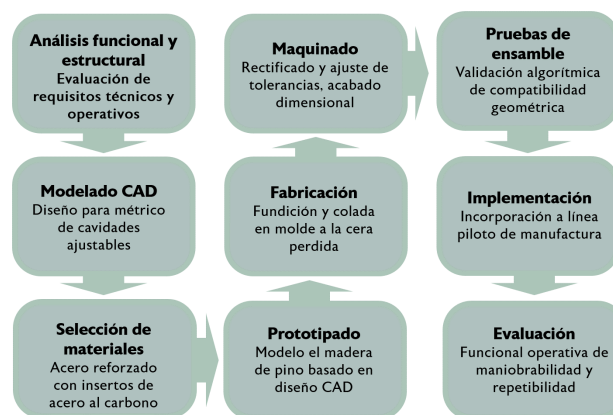 Análisis funcional y
estructural
Evaluación de
requisitos técnicos y
operativos
Modelado CAD
Diseño para métrico
de cavidades
ajustables
Selección de
materiales
Acero reforzado
con insertos de
acero al carbono
Prototipado
Modelo el madera
de pino basado en
diseño CAD
Fabricación
Fundición y colada
en molde a la cera
perdida
Maquinado
Rectificado y ajuste de
tolerancias, acabado
dimensional
Pruebas de
ensamble
Validación algorítmica
de compatibilidad
geométrica
Implementación
Incorporación a línea
piloto de manufactura
Evaluación
Funcional operativa de
maniobrabilidad y
repetibilidad